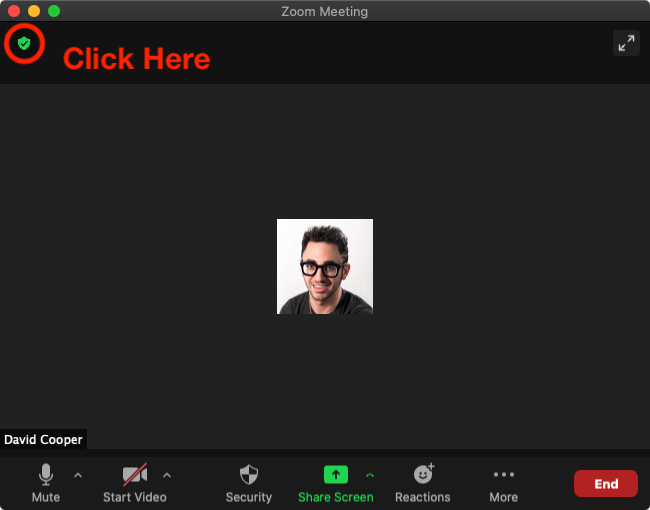 Zoom Meeting
Click Here
David Cooper
Mute
Start Video
Security
Share Screen
Reactions
More
End